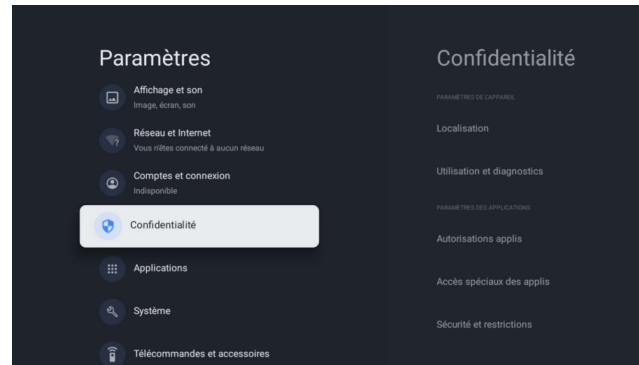 Paramètres
Affichage et son
Image, écran, son
Réseau et Internet
Vous n'êtes connecté à aucun réseau
Comptes et connexion
Indisponible
Confidentialité
Applications
Système
Télécommandes et accessoires
Confidentialité
PARAMÈTRES DE L'APPAREIL
Localisation
Utilisation et diagnostics
PARAMÈTRES DES APPLICATIONS
Autorisations applis
Accès spéciaux des applis
Sécurité et restrictions